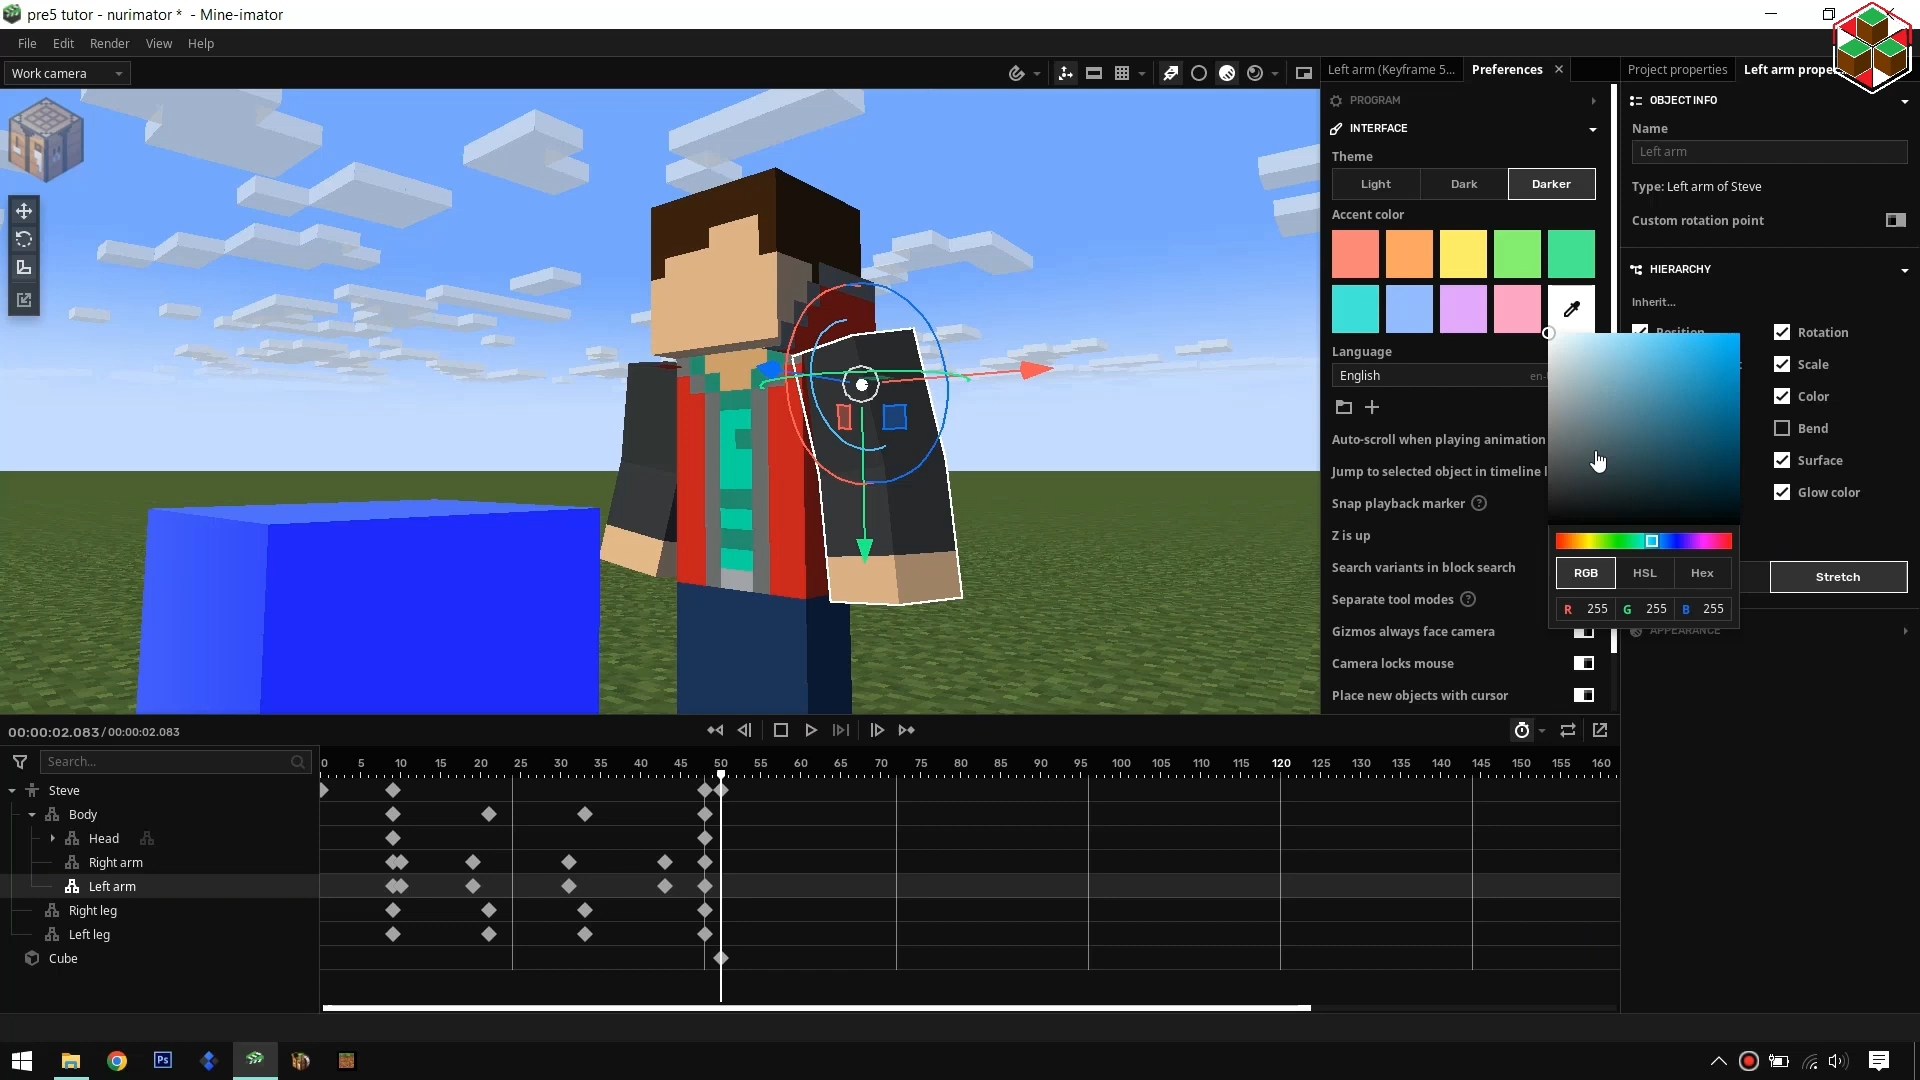 pre5 tutor - nurimator * - Mine-imator
File Edit Render View Help
Work camera
Left arm (Keyframe 5... Preferences
Project properties Left arm
PROGRAM
INTERFACE
Theme
Light Dark Darker
Accent color
Language
English
Auto-scroll when playing animation
Jump to selected object in timeline
Snap playback marker ?
Z is up
Search variants in block search
Separate tool modes ?
Gizmos always face camera
Camera locks mouse
Place new objects with cursor
RGB HSL Hex
R 255 G 255 B 255
OBJECT INFO
Name
Left arm
Type: Left arm of Steve
Custom rotation point
HIERARCHY
Inherit...
Position Rotation
Scale
Color
Bend
Surface
Glow color
Stretch
APPEARANCE
00:00:02.083 / 00:00:02.083
Search...
0 5 10 15 20 25 30 35 40 45 50 55 60 65 70 75 80 85 90 95 100 105 110 115 120 125 130 135 140 145 150 155 160
Steve
Body
Head
Right arm
Left arm
Right leg
Left leg
Cube
Ps